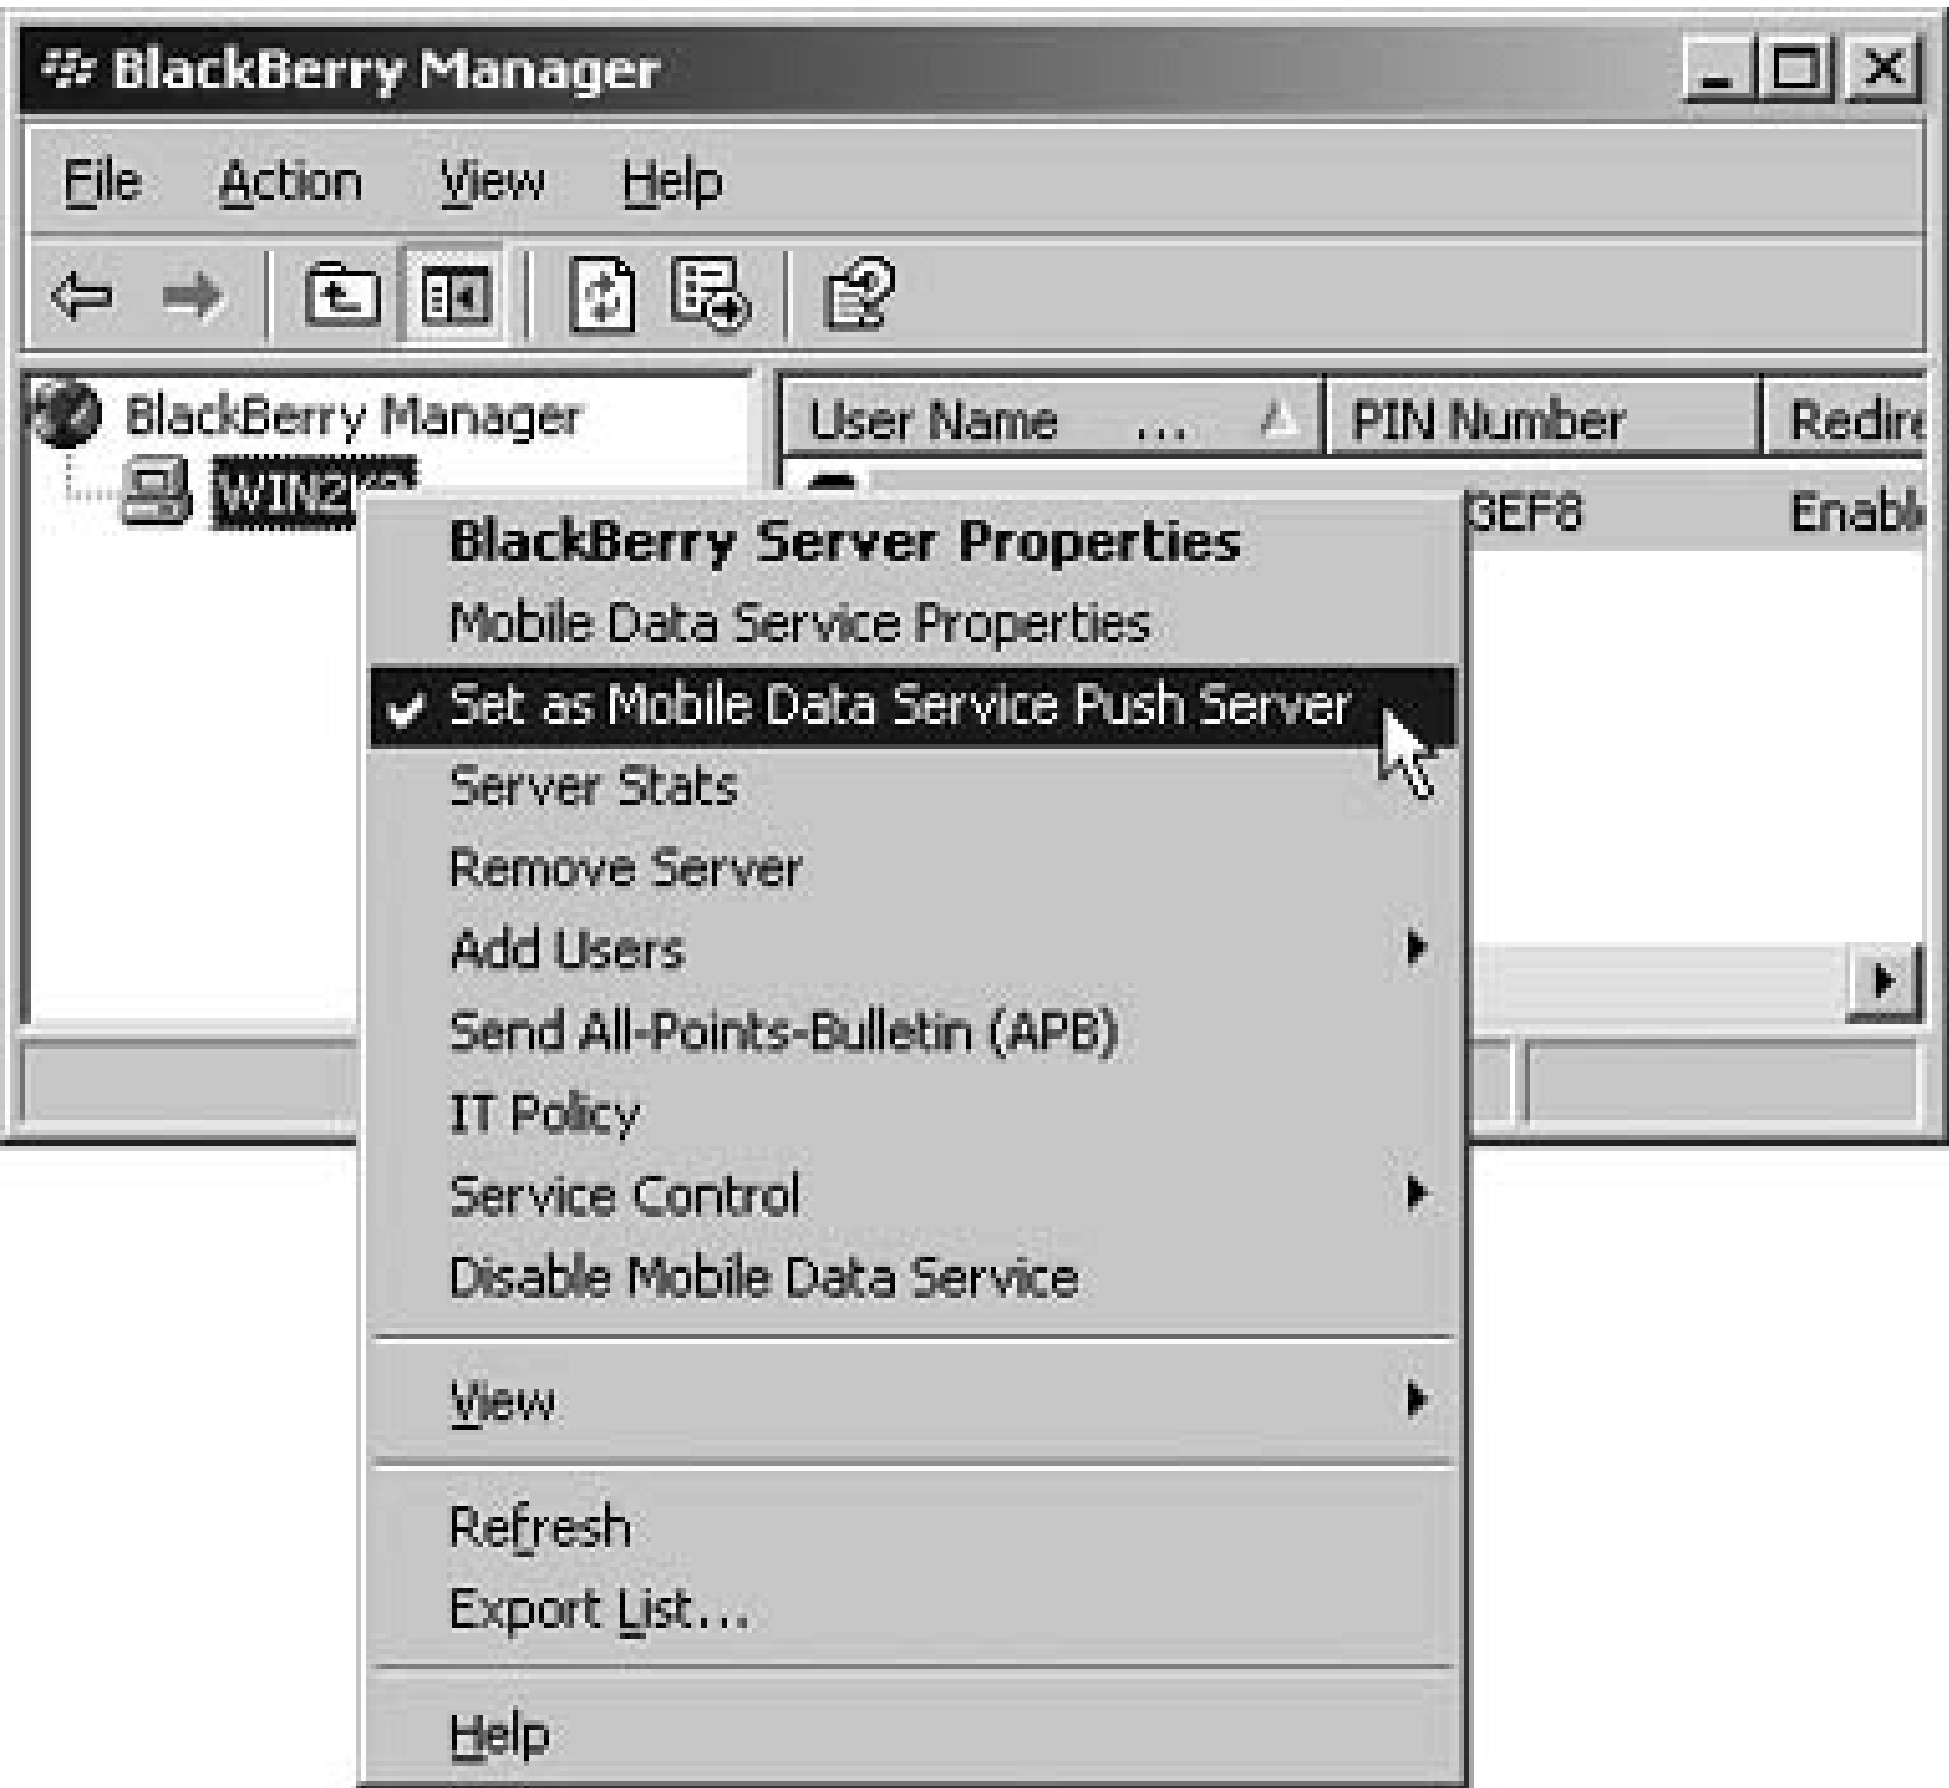 BlackBerry Manager
File Action View Help
BlackBerry Manager
User Name ... PIN Number
3EF8
BlackBerry Server Properties
Mobile Data Service Properties
Set as Mobile Data Service Push Server
Server Stats
Remove Server
Add Users
Send All-Points-Bulletin (APB)
IT Policy
Service Control
Disable Mobile Data Service
View
Refresh
Export List...
Help